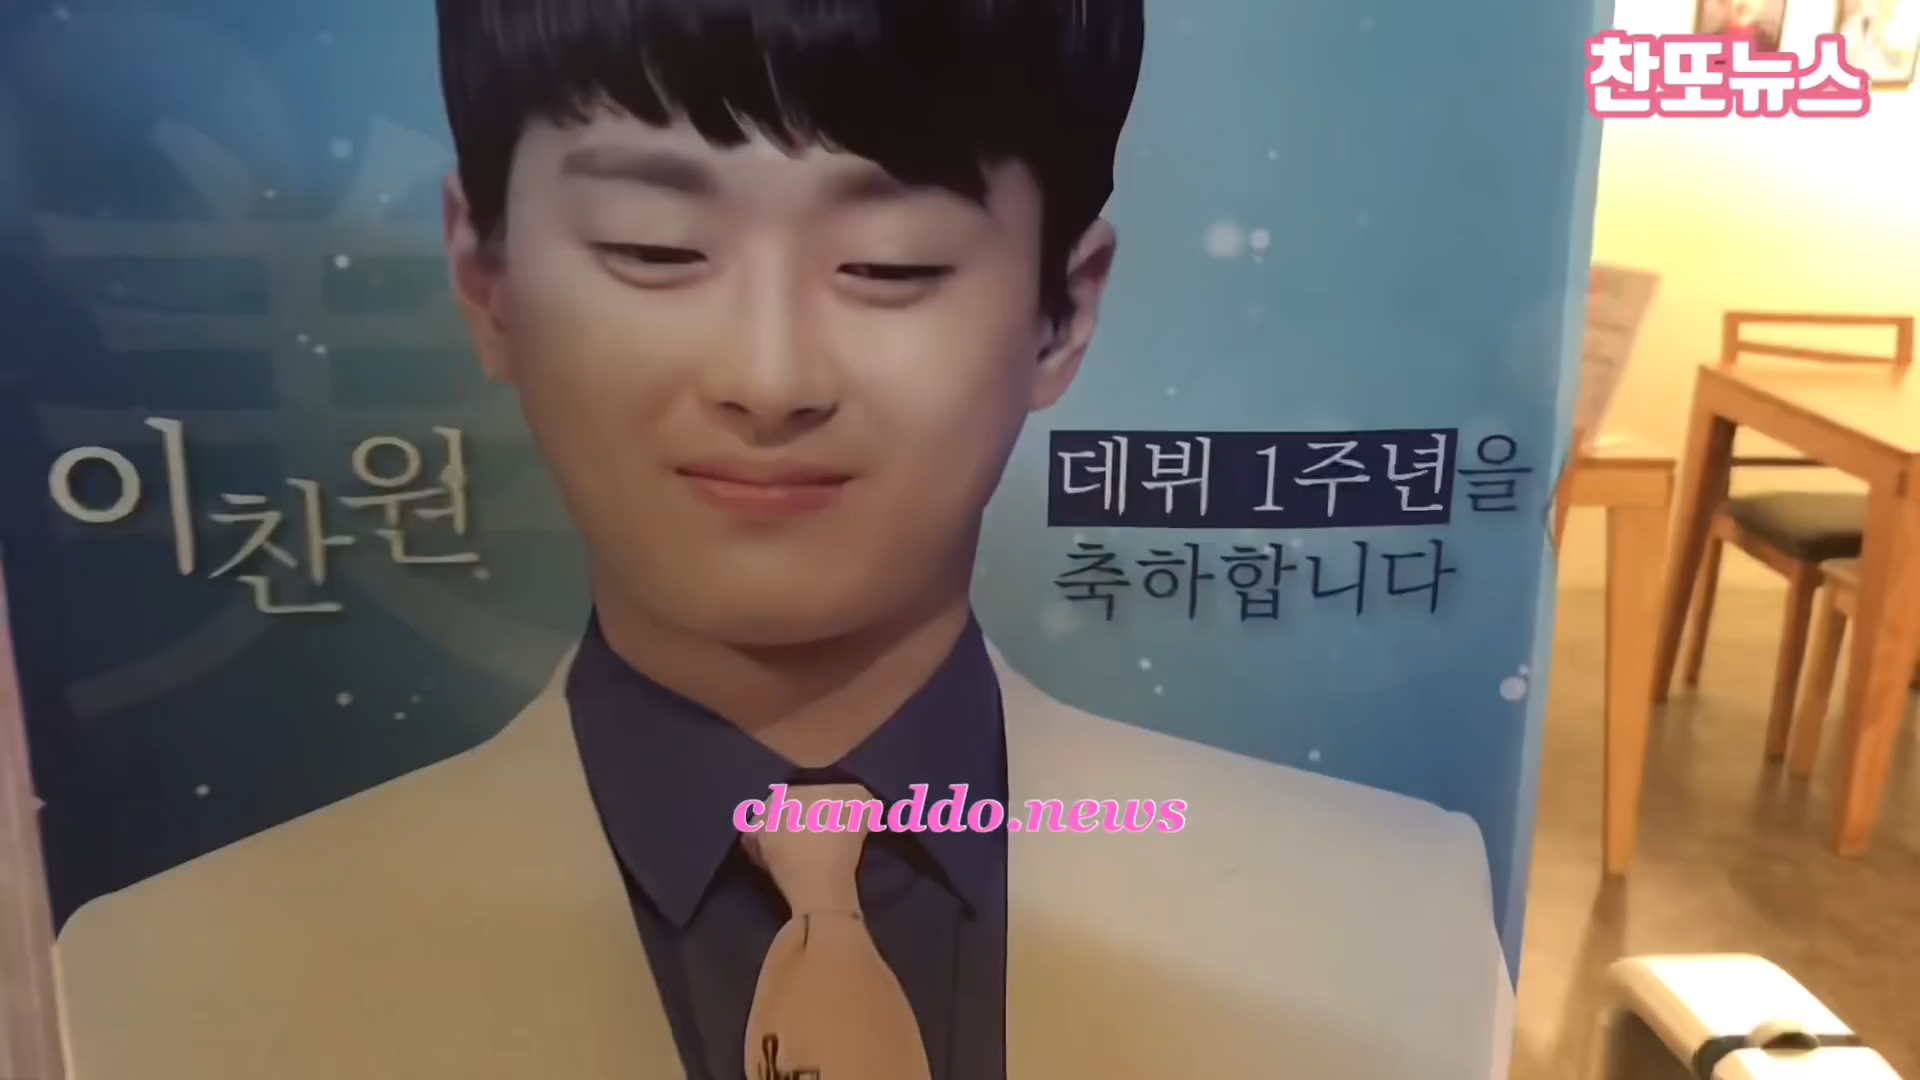 찬또뉴스
이찬원
데뷔 1주년을
축하합니다
chanddo.news